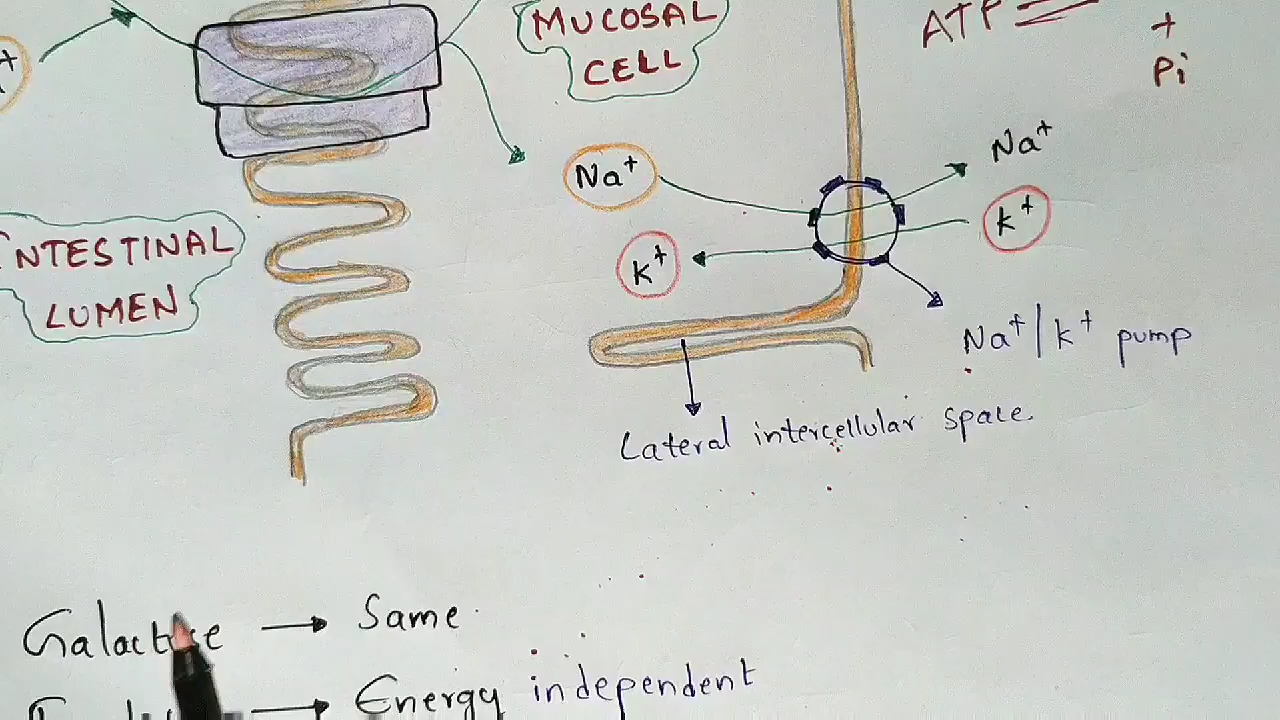 MUCOSAL
CELL
ATP
+
Pi
+
Na+
Na+
K+
K+
INTESTINAL
LUMEN
Na+/K+ pump
Lateral intercellular space
Galactose → Same
→ Energy independent